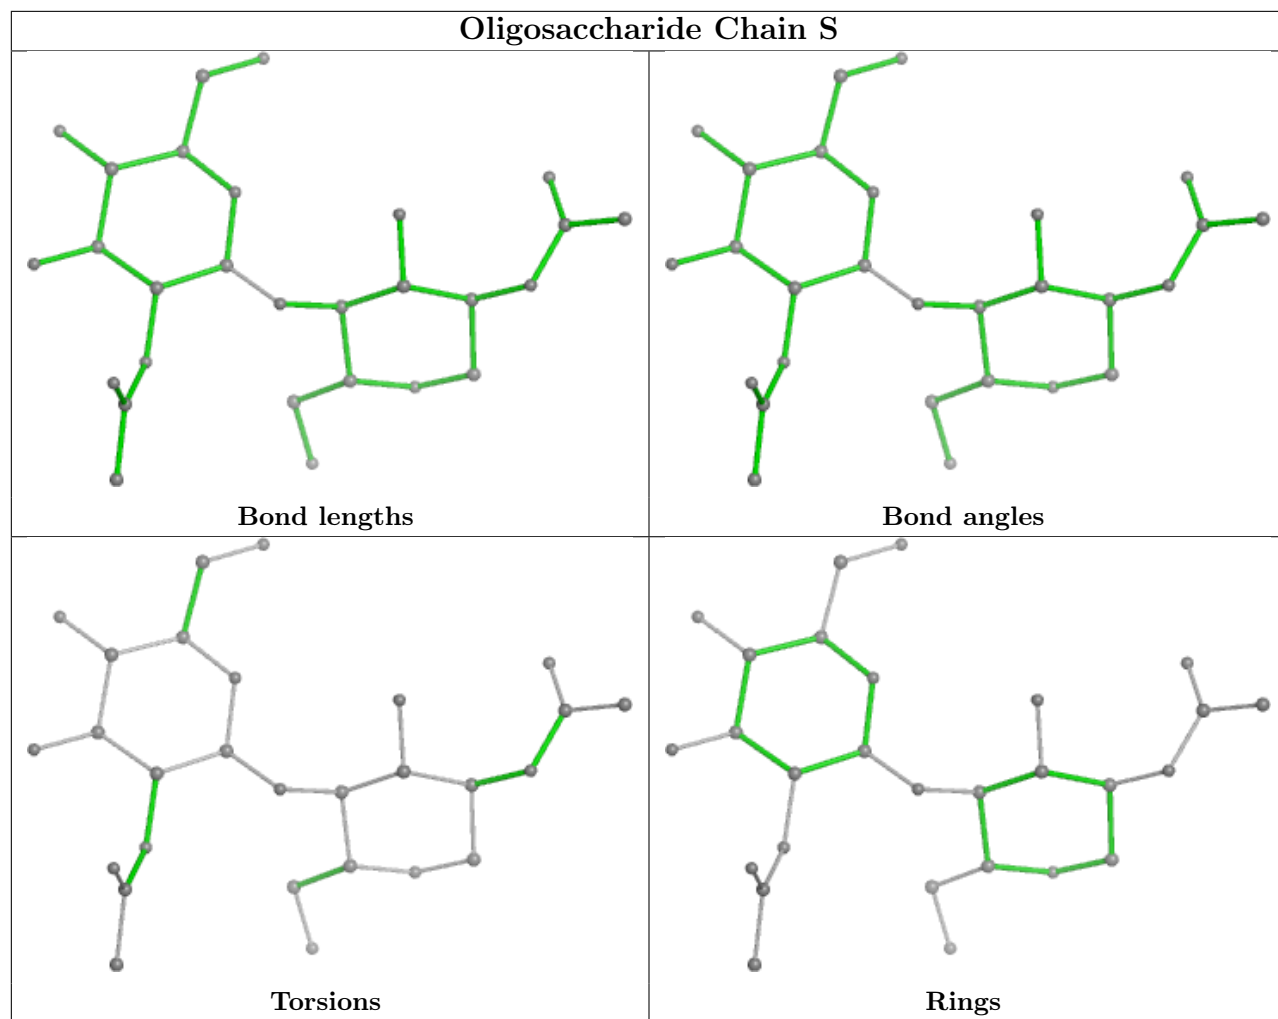 Oligosaccharide Chain S
Bond lengths
Bond angles
Torsions
Rings